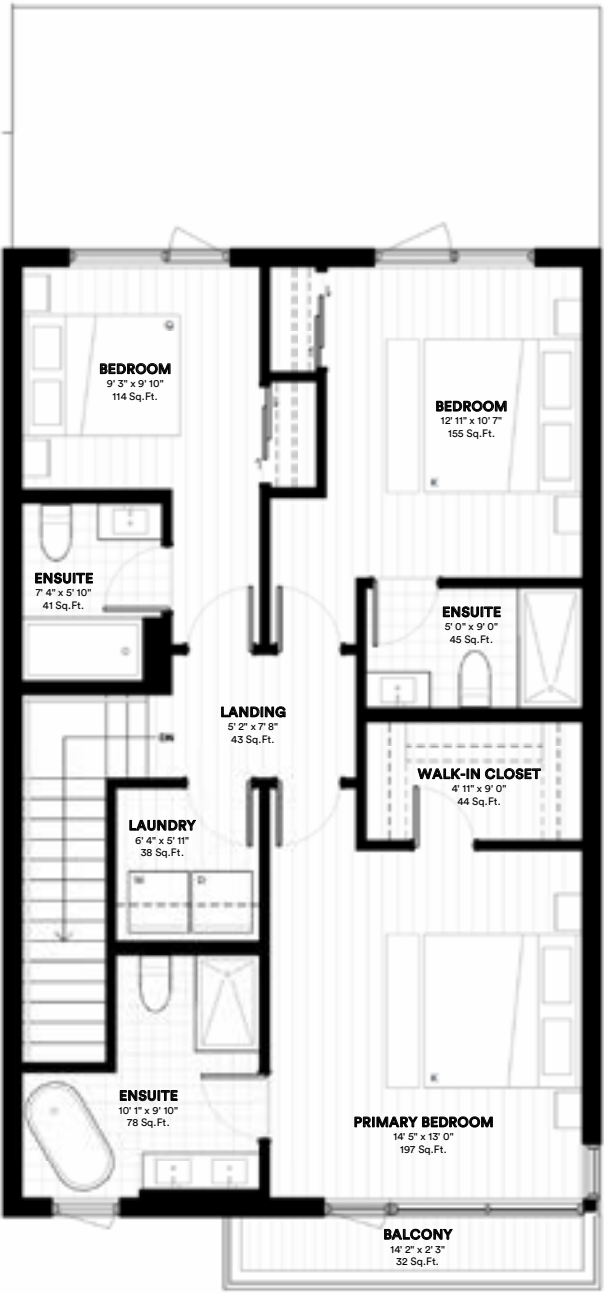 BEDROOM
9' 3" x 9' 10"
114 Sq.Ft.
BEDROOM
12' 11" x 10' 7"
155 Sq.Ft.
K
ENSUITE
7' 4" x 5' 10"
41 Sq.Ft.
ENSUITE
5' 0" x 9' 0"
45 Sq.Ft.
LANDING
5' 2" x 7' 8"
43 Sq.Ft.
DN
WALK-IN CLOSET
4' 11" x 9' 0"
44 Sq.Ft.
LAUNDRY
6' 4" x 5' 11"
38 Sq.Ft.
W
D
K
ENSUITE
10' 1" x 9' 10"
78 Sq.Ft.
PRIMARY BEDROOM
14' 5" x 13' 0"
197 Sq.Ft.
BALCONY
14' 2" x 2' 3"
32 Sq.Ft.